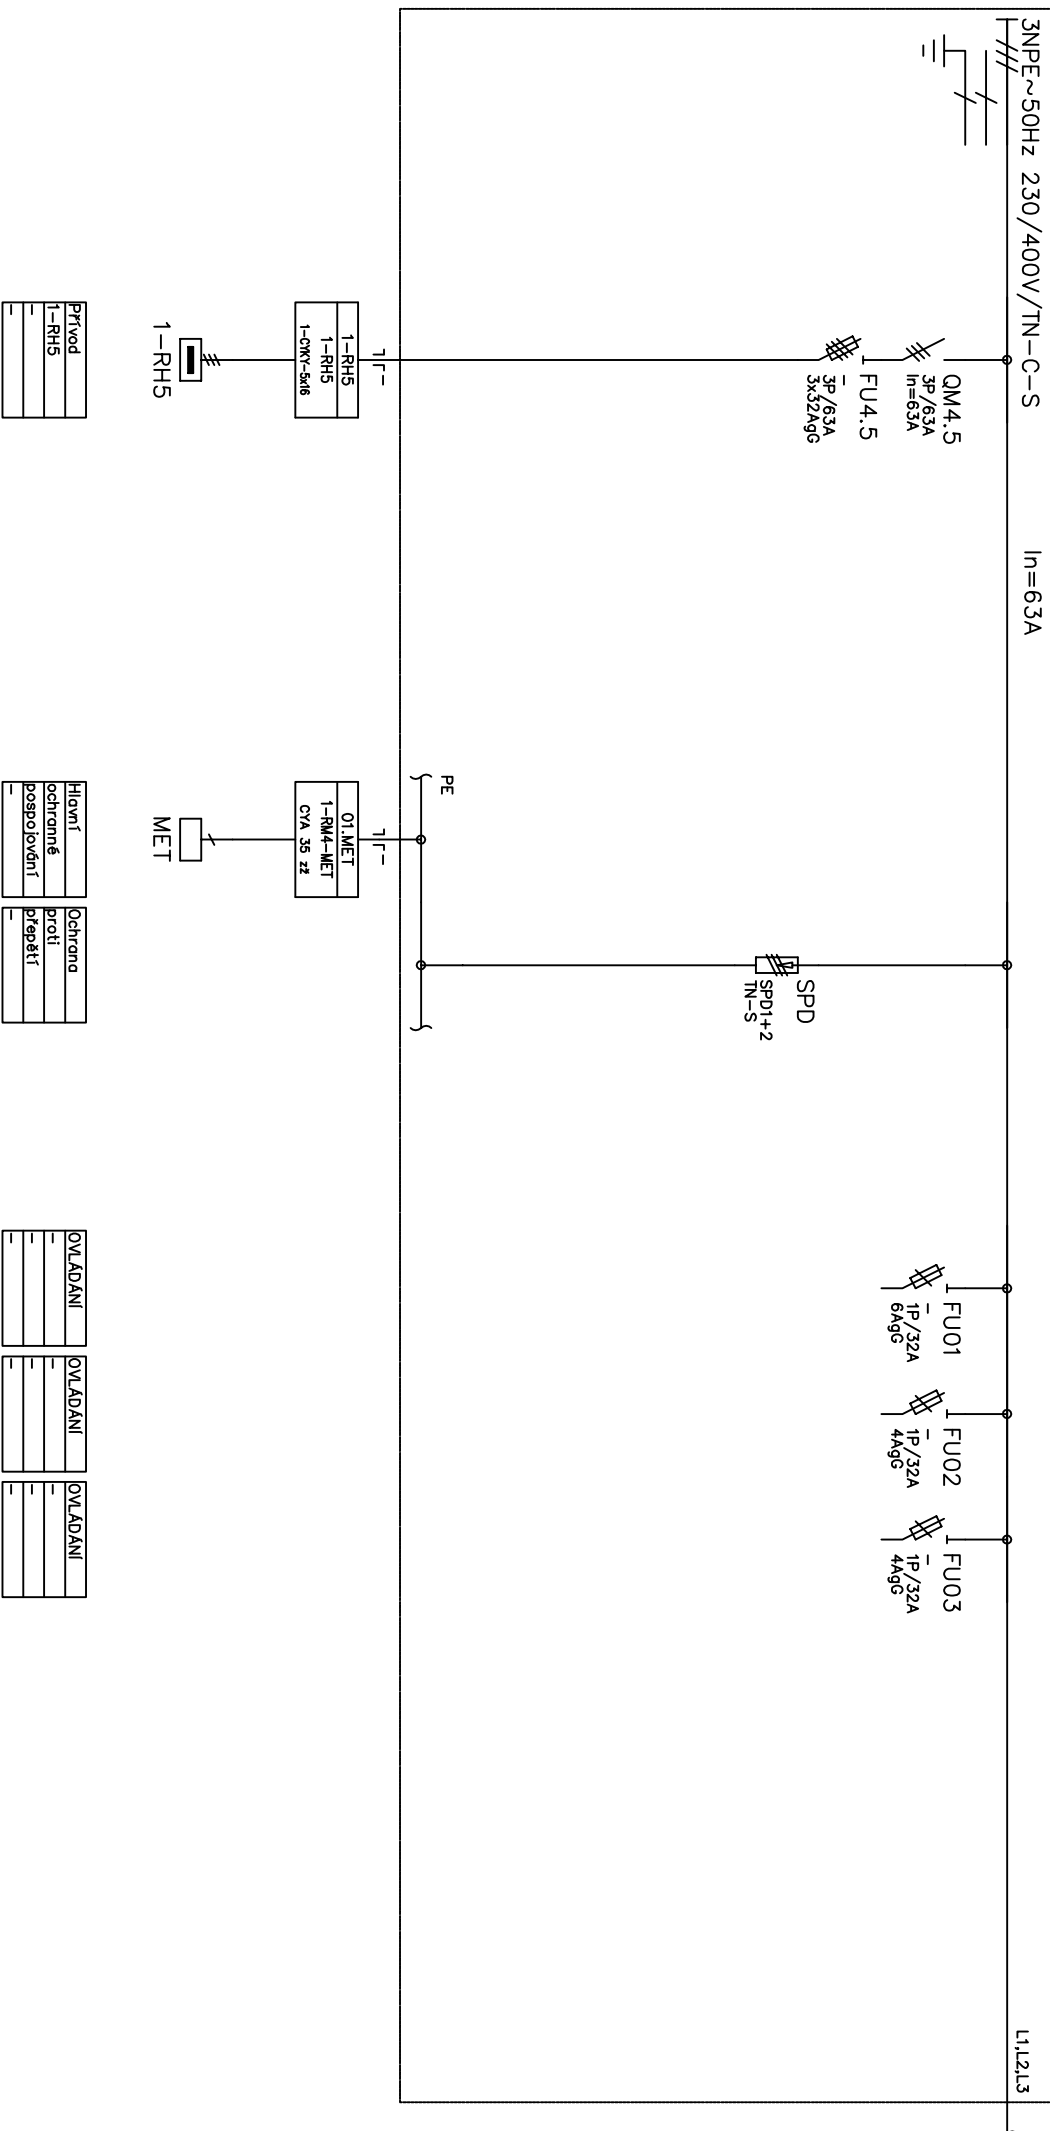 3NPE~50Hz 230/400V/TN-C-S
In=63A
L1,L2,L3
QM4.5
3P/63A
In=63A
FU4.5
-
3P/63A
3x32AgG
SPD
SPD1+2
TN-S
FU01
-
1P/32A
6AgG
FU02
-
1P/32A
4AgG
FU03
-
1P/32A
4AgG
PE
1-RH5
1-RH5
1-CYKY-5x16
01.MET
1-RM4-MET
CYA 35 zž
1-RH5
MET
Přívod
1-RH5
-
-
Hlavní
ochranné
pospojování
-
Ochrana
proti
přepětí
-
OVLÁDÁNÍ
-
-
-
OVLÁDÁNÍ
-
-
-
OVLÁDÁNÍ
-
-
-